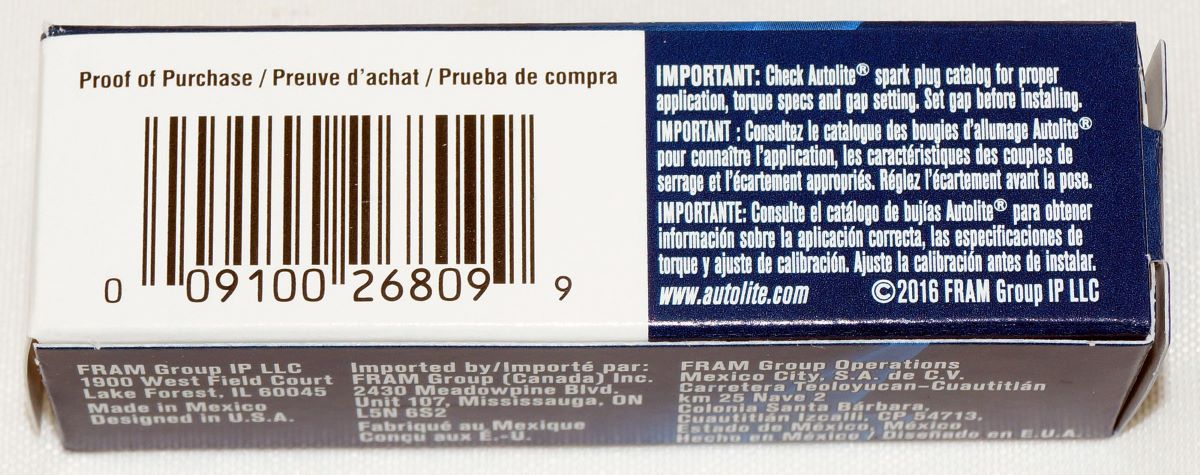 Proof of Purchase / Preuve d'achat / Prueba de compra
0 09100 26809 9
IMPORTANT: Check Autolite® spark plug catalog for proper
application, torque specs and gap setting. Set gap before installing.
IMPORTANT : Consultez le catalogue des bougies d'allumage Autolite®
pour connaître l'application, les caractéristiques des couples de
serrage et l'écartement appropriés. Réglez l'écartement avant la pose.
IMPORTANTE: Consulte el catálogo de bujías Autolite® para obtener
información sobre la aplicación correcta, las especificaciones de
torque y ajuste de calibración. Ajuste la calibración antes de instalar.
www.autolite.com ©2016 FRAM Group IP LLC
FRAM Group IP LLC
1900 West Field Court
Lake Forest, IL 60045
Made in Mexico
Designed in U.S.A.
Imported by/Importé par:
FRAM Group (Canada) Inc.
2430 Meadowpine Blvd.
Unit 107, Mississauga, ON
L5N 6S2
Fabriqué au Mexique
Conçu aux É.-U.
FRAM Group Operations
Mexico City, S.A. de C.V.
Carretera Teoloyucan-Cuautitlán
km 25 Nave 2
Colonia Santa Bárbara,
Cuautitlán Izcalli, CP 54713,
Estado de México, México
Hecho en México / Diseñado en E.U.A.